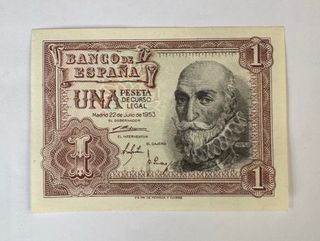 BANCO DE
ESPAÑA
1
UNA PESETA
DE CURSO
LEGAL
Madrid 22 de Julio de 1953
EL GOBERNADOR
EL INTERVENTOR
EL CAJERO
1
1